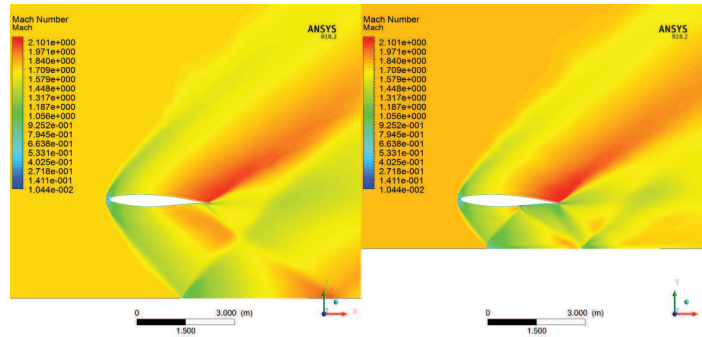 Mach Number
Mach
ANSYS
R18.2
2.101e+000
1.971e+000
1.840e+000
1.709e+000
1.579e+000
1.448e+000
1.317e+000
1.187e+000
1.056e+000
9.252e-001
7.945e-001
6.638e-001
5.331e-001
4.025e-001
2.718e-001
1.411e-001
1.044e-002
Y
X
0 3.000 (m)
1.500
Mach Number
Mach
ANSYS
R18.2
2.101e+000
1.971e+000
1.840e+000
1.709e+000
1.579e+000
1.448e+000
1.317e+000
1.187e+000
1.056e+000
9.252e-001
7.945e-001
6.638e-001
5.331e-001
4.025e-001
2.718e-001
1.411e-001
1.044e-002
Y
X
0 3.000 (m)
1.500